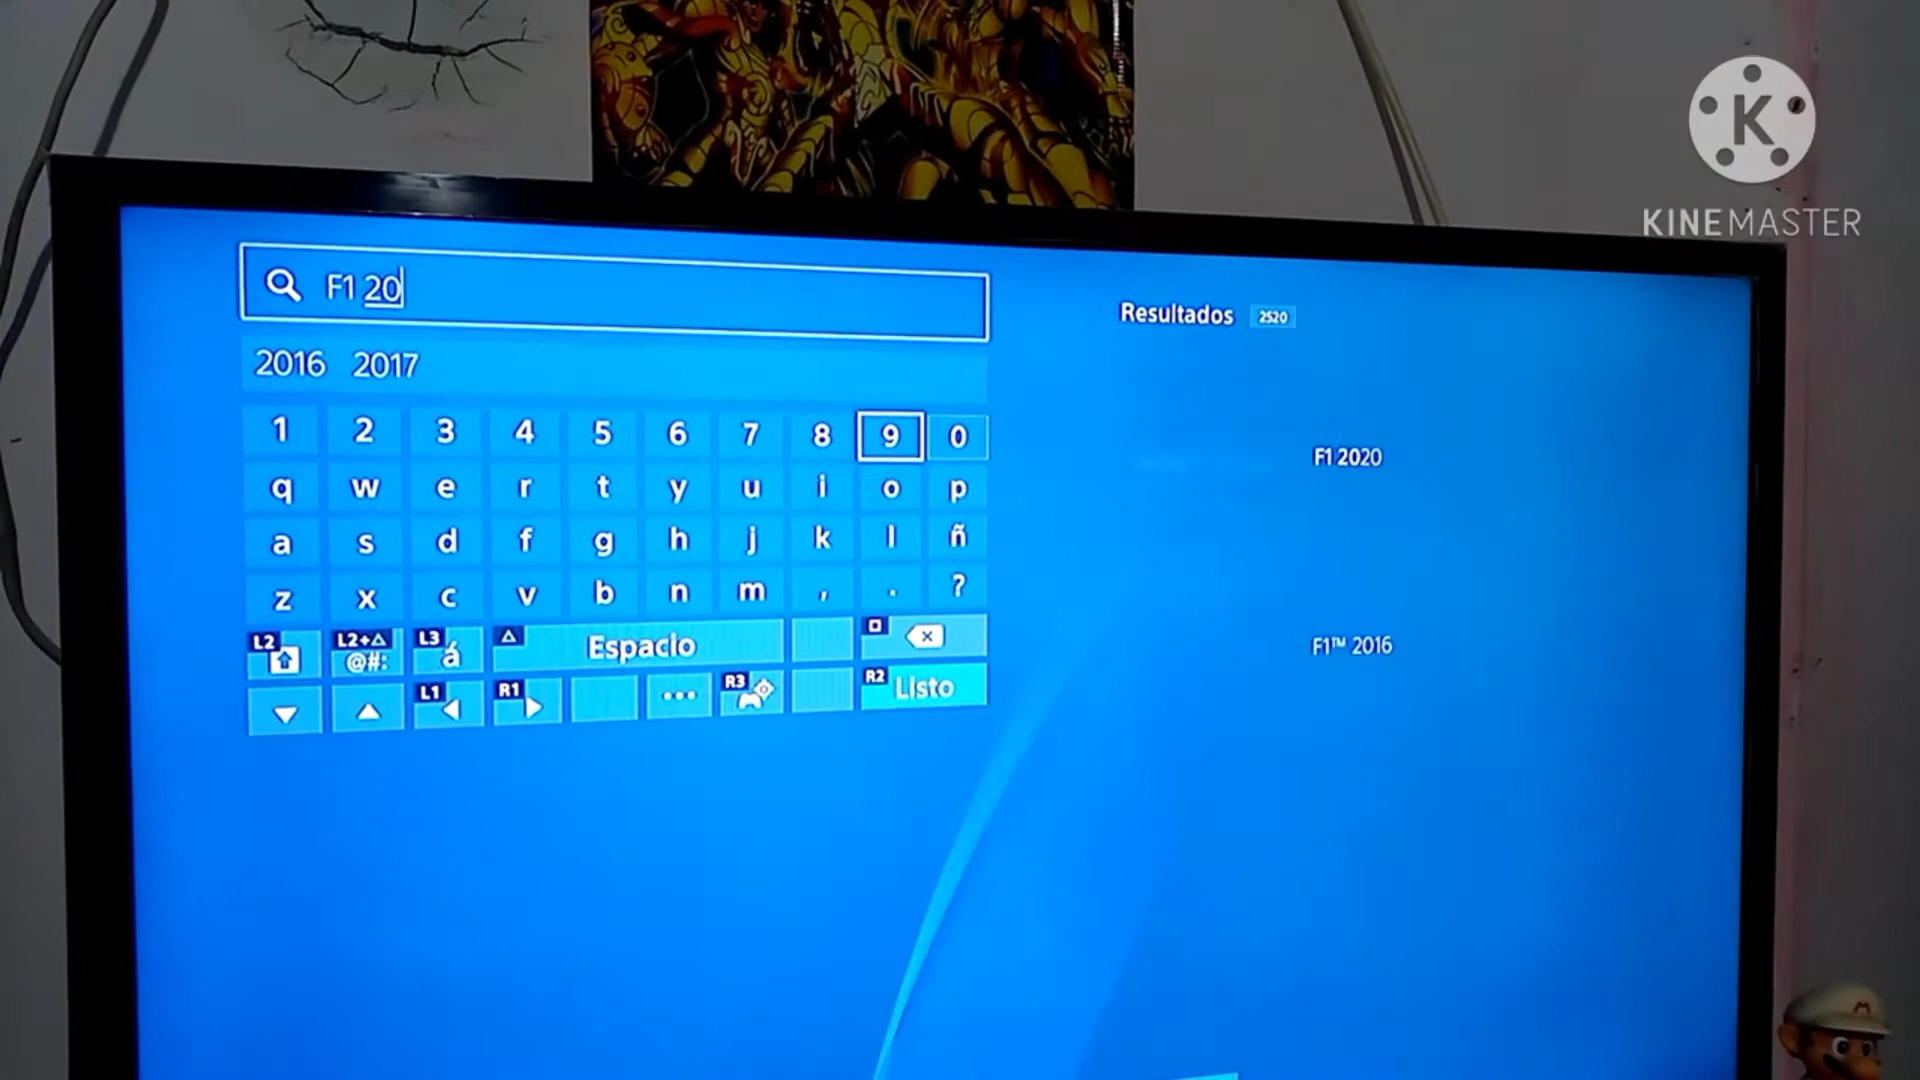 KINEMASTER
F1 20
Resultados 2520
2016 2017
1 2 3 4 5 6 7 8 9 0
q w e r t y u i o p
a s d f g h j k l ñ
z x c v b n m , . ?
L2 L2+△ @#: L3 á △ Espacio
L1 R1 ... R3 R2 Listo
F1 2020
F1™ 2016
K
M